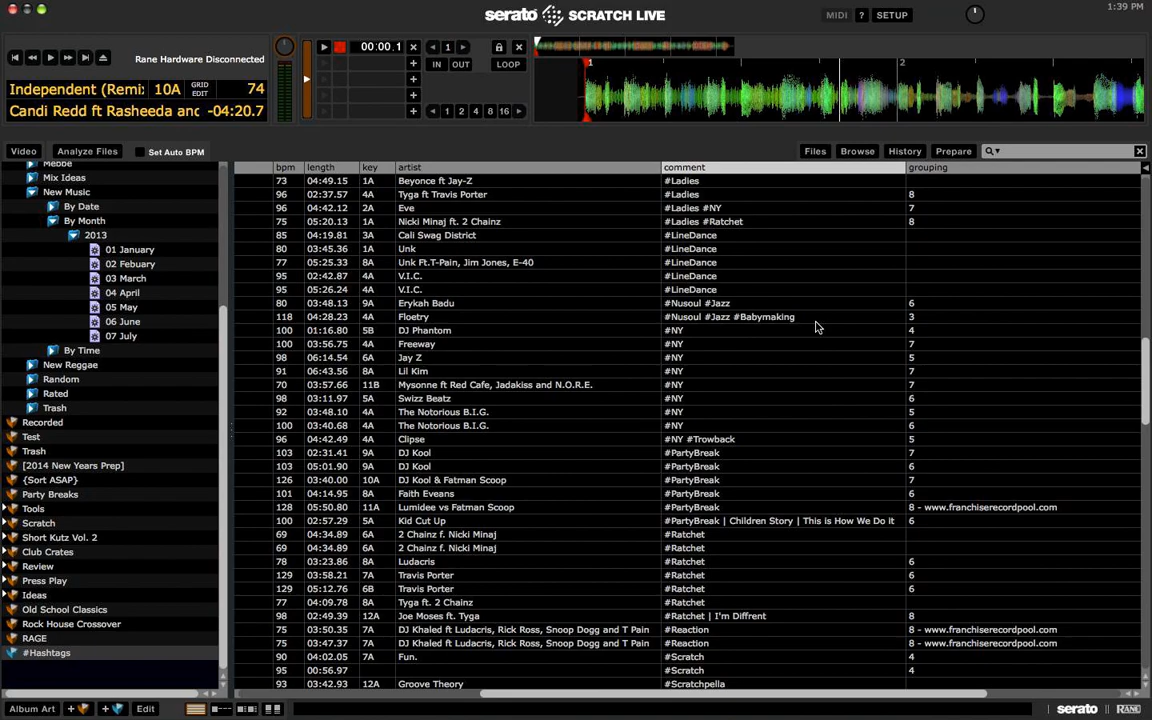 serato SCRATCH LIVE
MIDI ? SETUP
1:39 PM
Rane Hardware Disconnected
Independent (Remi: 10A GRID EDIT 74
Candi Redd ft Rasheeda anc -04:20.7
00:00.1
1
IN OUT
LOOP
1 2 4 8 16
1
2
Video Analyze Files Set Auto BPM
Files Browse History Prepare
bpm length key artist comment grouping
Mebbe
Mix Ideas
New Music
By Date
By Month
2013
01 January
02 Febuary
03 March
04 April
05 May
06 June
07 July
By Time
New Reggae
Random
Rated
Trash
Recorded
Test
Trash
[2014 New Years Prep]
{Sort ASAP}
Party Breaks
Tools
Scratch
Short Kutz Vol. 2
Club Crates
Review
Press Play
Ideas
Old School Classics
Rock House Crossover
RAGE
#Hashtags
73 04:49.15 1A Beyonce ft Jay-Z #Ladies
96 02:37.57 4A Tyga ft Travis Porter #Ladies 8
96 04:42.12 2A Eve #Ladies #NY 7
75 05:20.13 1A Nicki Minaj ft. 2 Chainz #Ladies #Ratchet 8
85 04:19.81 3A Cali Swag District #LineDance
80 03:45.36 1A Unk #LineDance
77 05:25.33 8A Unk Ft.T-Pain, Jim Jones, E-40 #LineDance
95 02:42.87 4A V.I.C. #LineDance
95 05:26.24 4A V.I.C. #LineDance
80 03:48.13 9A Erykah Badu #Nusoul #Jazz 6
118 04:28.23 4A Floetry #Nusoul #Jazz #Babymaking 3
100 01:16.80 5B DJ Phantom #NY 4
100 03:56.75 4A Freeway #NY 7
98 06:14.54 6A Jay Z #NY 5
91 06:43.56 8A Lil Kim #NY 7
70 03:57.66 11B Mysonne ft Red Cafe, Jadakiss and N.O.R.E. #NY 7
98 03:11.97 5A Swizz Beatz #NY 6
92 03:48.10 4A The Notorious B.I.G. #NY 5
100 03:40.68 4A The Notorious B.I.G. #NY 6
96 04:42.49 4A Clipse #NY #Trowback 5
103 02:31.41 9A DJ Kool #PartyBreak 7
103 05:01.90 9A DJ Kool #PartyBreak 6
126 03:40.00 10A DJ Kool & Fatman Scoop #PartyBreak 7
101 04:14.95 8A Faith Eveans #PartyBreak 6
128 05:50.80 11A Lumidee vs Fatman Scoop #PartyBreak 8 - www.franchiserecordpool.com
100 02:57.29 5A Kid Cut Up #PartyBreak | Children Story | This is How We Do it 6
69 04:34.89 6A 2 Chainz f. Nicki Minaj #Ratchet
69 04:34.89 6A 2 Chainz f. Nicki Minaj #Ratchet
78 03:23.86 8A Ludacris #Ratchet 6
129 03:58.21 7A Travis Porter #Ratchet 6
129 05:12.76 6B Travis Porter #Ratchet 6
77 04:09.78 8A Tyga ft. 2 Chainz #Ratchet
98 02:49.39 12A Joe Moses ft. Tyga #Ratchet | I'm Diffrent 8
75 03:50.35 7A DJ Khaled ft Ludacris, Rick Ross, Snoop Dogg and T Pain #Reaction 8 - www.franchiserecordpool.com
75 03:47.37 7A DJ Khaled ft Ludacris, Rick Ross, Snoop Dogg and T Pain #Reaction 8 - www.franchiserecordpool.com
90 04:02.05 7A Fun. #Scratch 4
95 00:56.97 #Scratch 4
93 03:42.93 12A Groove Theory #Scratchpella
Album Art + + Edit
serato RANE